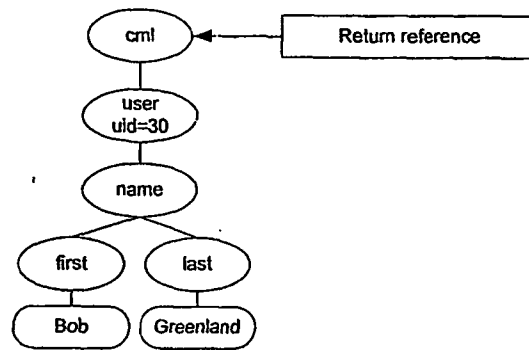 cml
Return reference
user
uid=30
name
first
last
Bob
Greenland